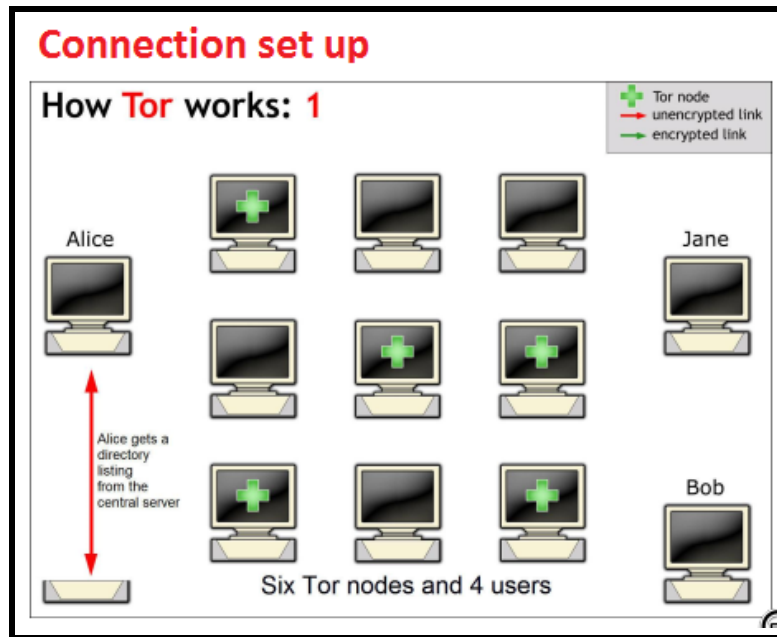 Connection set up
How Tor works: 1
Tor node
unencrypted link
encrypted link
Alice
Jane
Alice gets a
directory
listing
from the
central server
Bob
Six Tor nodes and 4 users